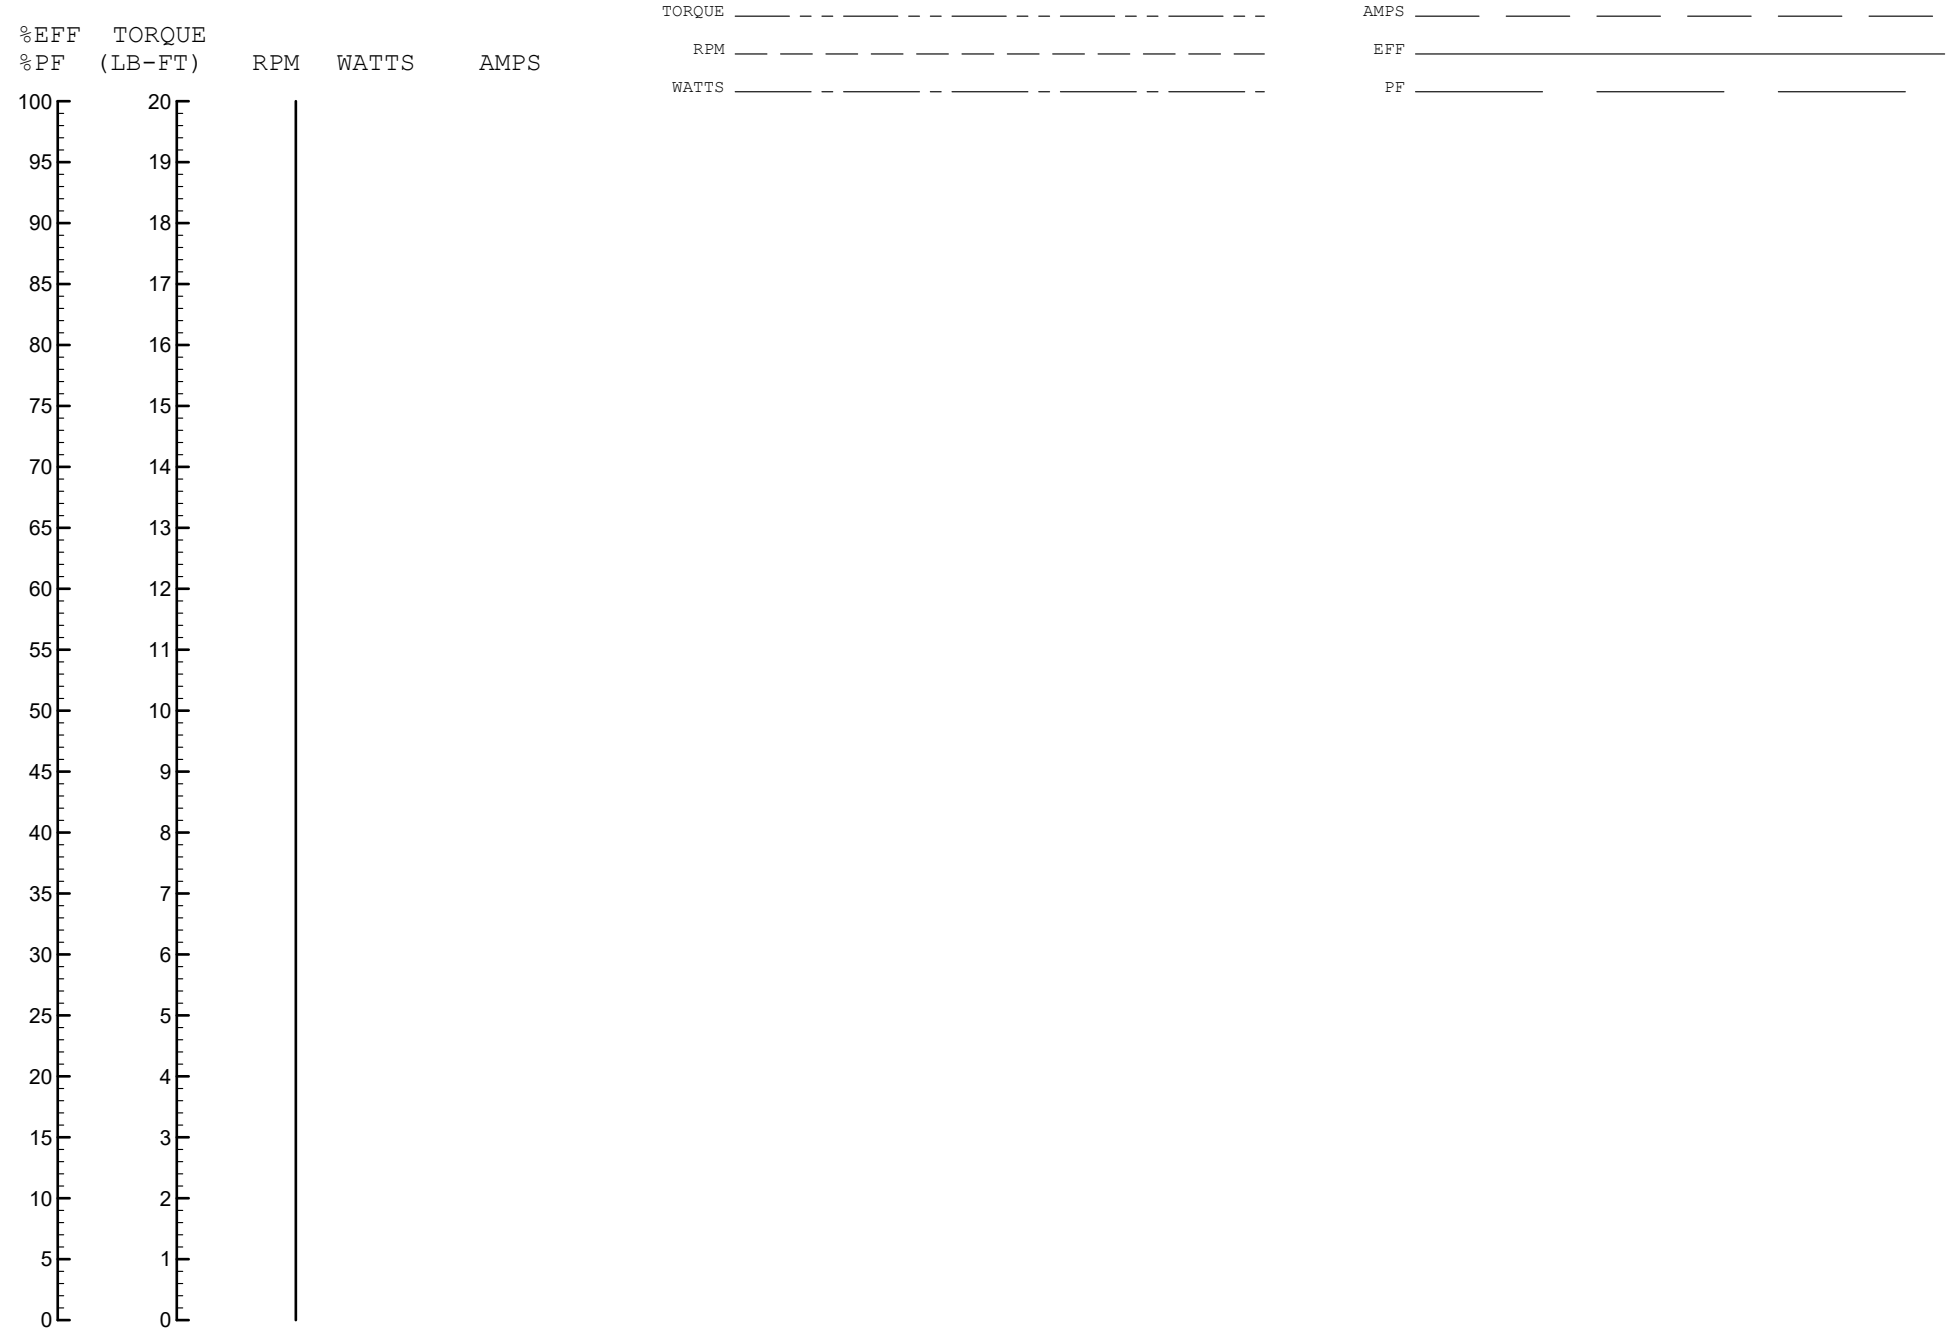 TORQUE
AMPS
%EFF TORQUE
RPM
EFF
%PF (LB-FT) RPM WATTS AMPS
WATTS
PF
100 20
95 19
90 18
85 17
80 16
75 15
70 14
65 13
60 12
55 11
50 10
45 9
40 8
35 7
30 6
25 5
20 4
15 3
10 2
5 1
0 0